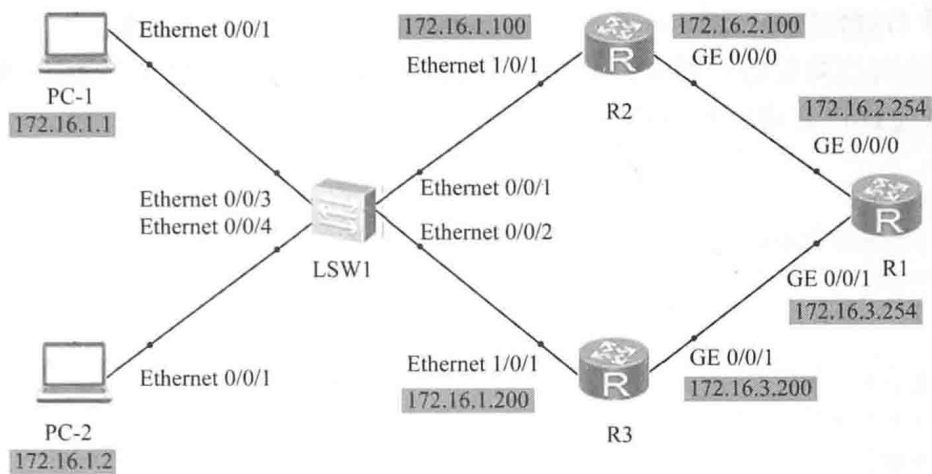 Ethernet 0/0/1
PC-1
172.16.1.1
172.16.1.100
Ethernet 1/0/1
R
R2
172.16.2.100
GE 0/0/0
172.16.2.254
GE 0/0/0
Ethernet 0/0/3
Ethernet 0/0/4
LSW1
Ethernet 0/0/1
Ethernet 0/0/2
R
R1
GE 0/0/1
172.16.3.254
PC-2
172.16.1.2
Ethernet 0/0/1
Ethernet 1/0/1
172.16.1.200
R
R3
GE 0/0/1
172.16.3.200